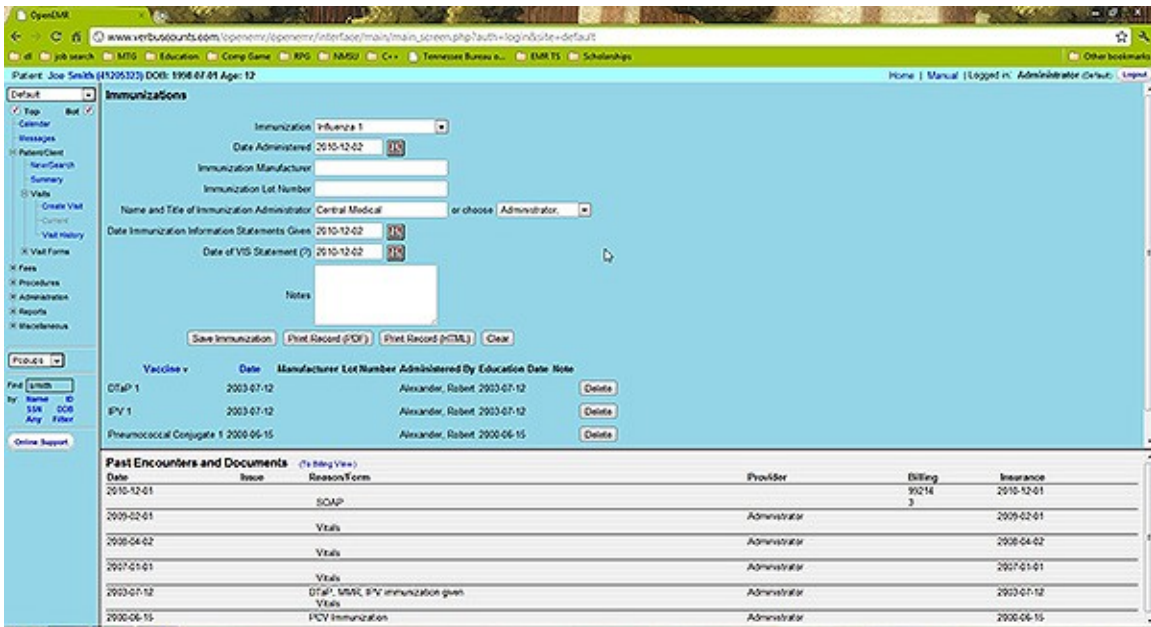 OpenEMR
www.verbuscounts.com/openemr/openemr/interface/main/main_screen.php?auth=login&site=default
dl job search MTG Education Comp Game RPG NMSU C++ Tennessee Bureau o... EMR TS Scholarships Other bookmarks
Patient: Joe Smith (41205323) DOB: 1998-07-01 Age: 12 Home | Manual | Logged in: Administrator (Default) Logout
Default
Top Bot
Calendar
Messages
Patient/Client
New/Search
Summary
Visits
Create Visit
Current
Visit History
Visit Forms
Fees
Procedures
Administration
Reports
Miscellaneous
Popups
Find smith
by: Name ID
SSN DOB
Any Filter
Online Support
Immunizations
Immunization Influenza 1
Date Administered 2010-12-02
Immunization Manufacturer
Immunization Lot Number
Name and Title of Immunization Administrator Central Medical or choose Administrator,
Date Immunization Information Statements Given 2010-12-02
Date of VIS Statement (?) 2010-12-02
Notes
Save Immunization Print Record (PDF) Print Record (HTML) Clear
Vaccine Date Manufacturer Lot Number Administered By Education Date Note
DTaP 1 2003-07-12 Alexander, Robert 2003-07-12 Delete
IPV 1 2003-07-12 Alexander, Robert 2003-07-12 Delete
Pneumococcal Conjugate 1 2000-06-15 Alexander, Robert 2000-06-15 Delete
Past Encounters and Documents (To Billing View)
Date Issue Reason/Form Provider Billing Insurance
2010-12-01 99214 2010-12-01
SOAP 3
2009-02-01 Administrator 2009-02-01
Vitals
2008-04-02 Administrator 2008-04-02
Vitals
2007-01-01 Administrator 2007-01-01
Vitals
2003-07-12 DTaP, MMR, IPV immunization given Administrator 2003-07-12
Vitals
2000-06-15 PCV Immunization Administrator 2000-06-15